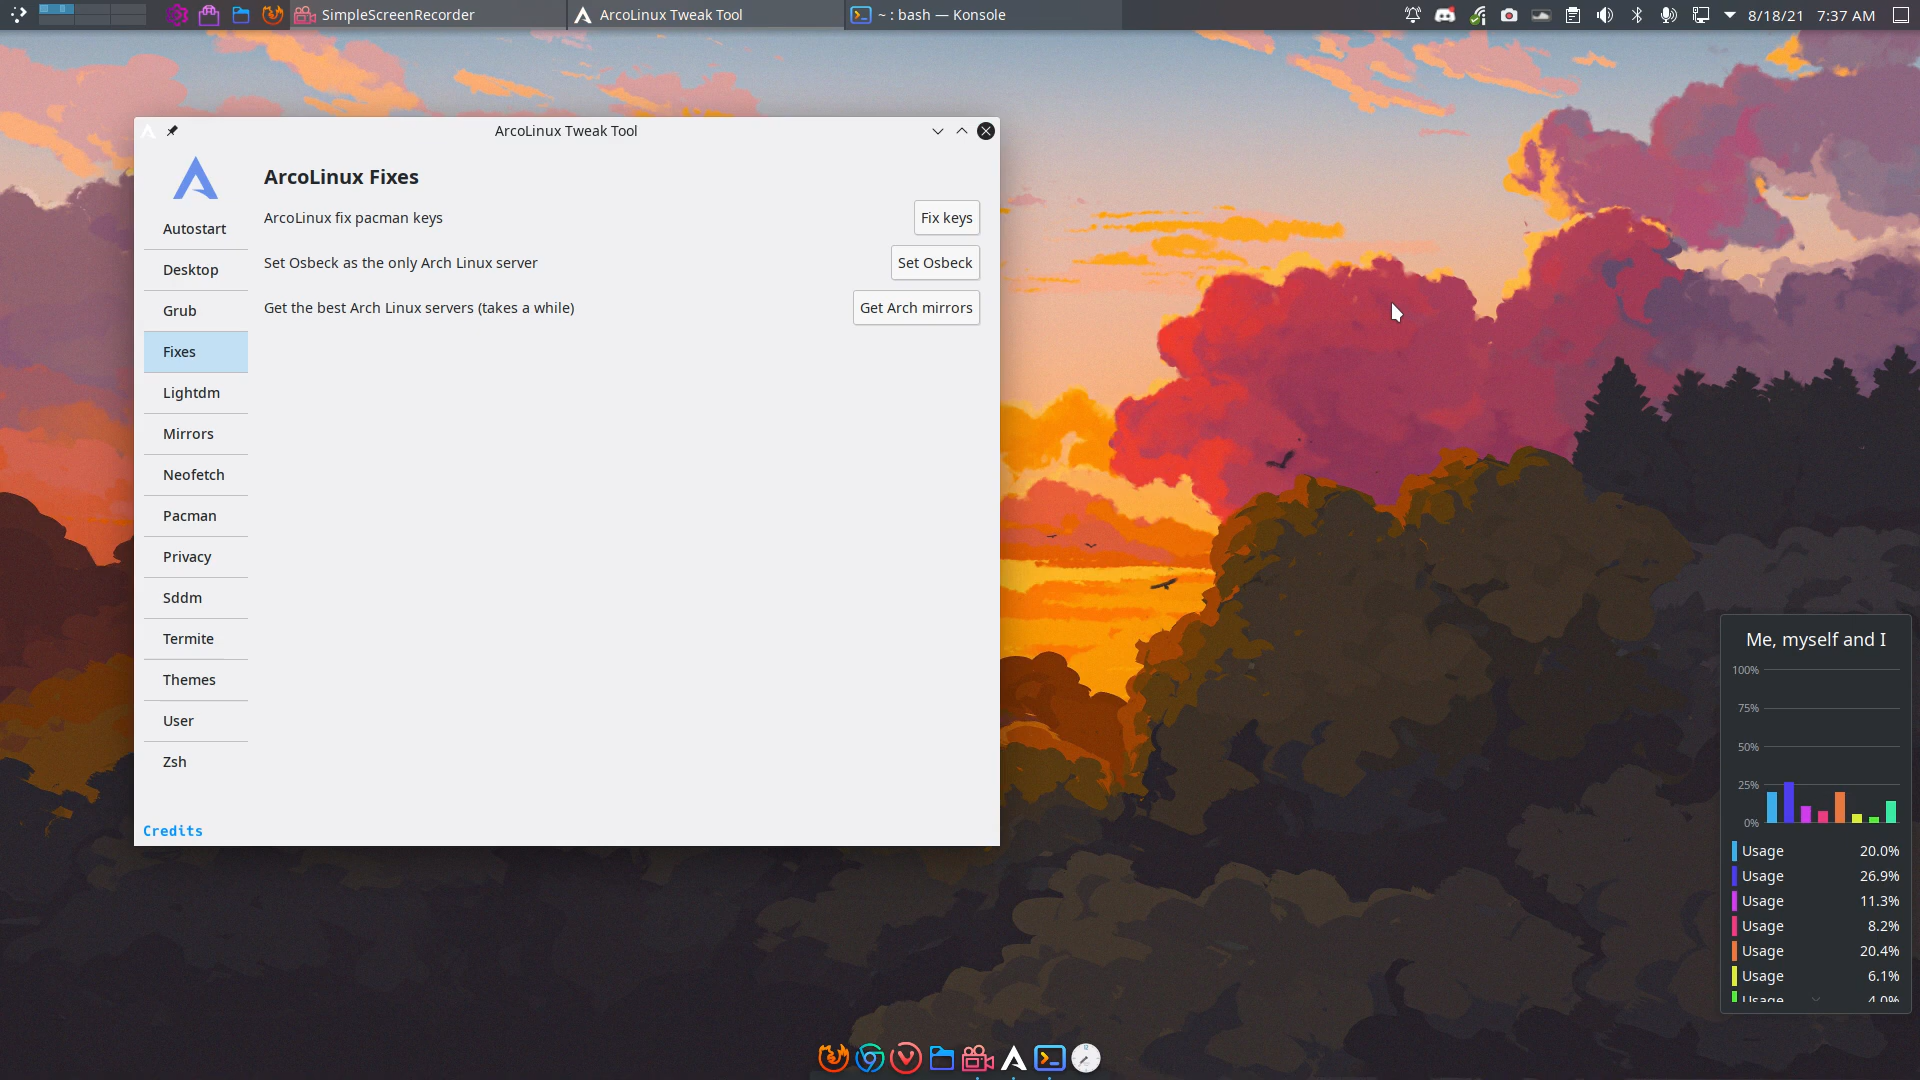 SimpleScreenRecorder
ArcoLinux Tweak Tool
~ : bash — Konsole
8/18/21 7:37 AM
ArcoLinux Tweak Tool
ArcoLinux Fixes
ArcoLinux fix pacman keys
Fix keys
Set Osbeck as the only Arch Linux server
Set Osbeck
Get the best Arch Linux servers (takes a while)
Get Arch mirrors
Autostart
Desktop
Grub
Fixes
Lightdm
Mirrors
Neofetch
Pacman
Privacy
Sddm
Termite
Themes
User
Zsh
Credits
Me, myself and I
100%
75%
50%
25%
0%
Usage 20.0%
Usage 26.9%
Usage 11.3%
Usage 8.2%
Usage 20.4%
Usage 6.1%
Usage 4.0%